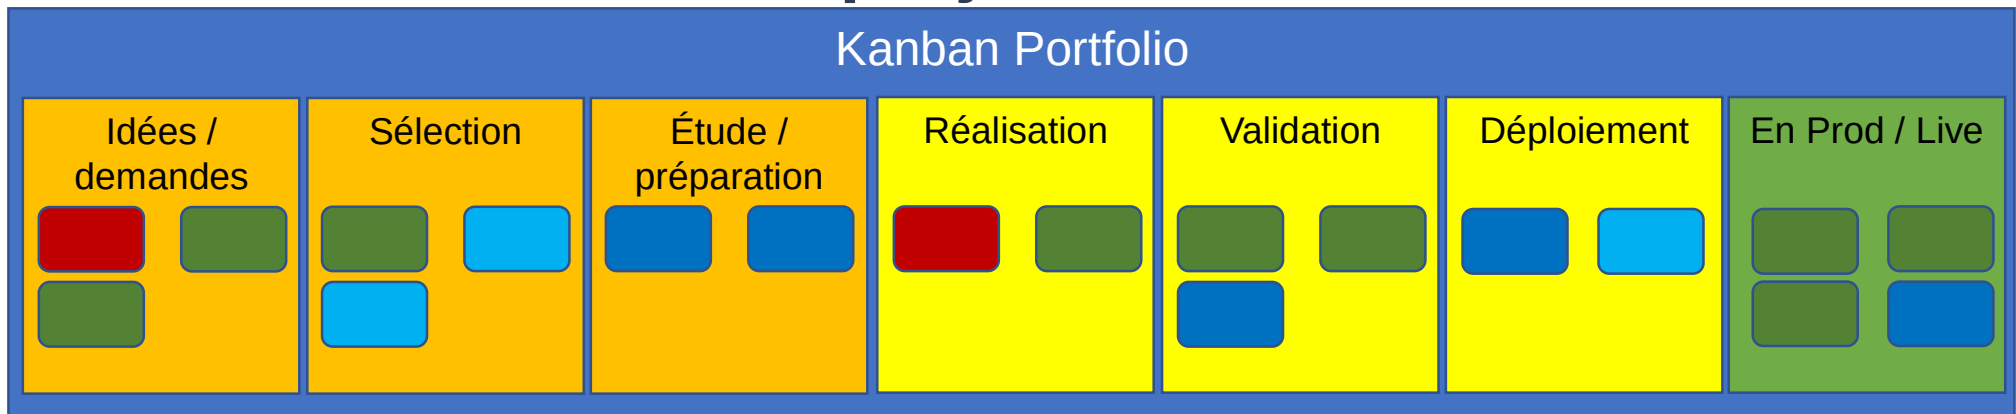 Kanban Portfolio
Idées /
demandes
Sélection
Étude /
préparation
Réalisation
Validation
Déploiement
En Prod / Live